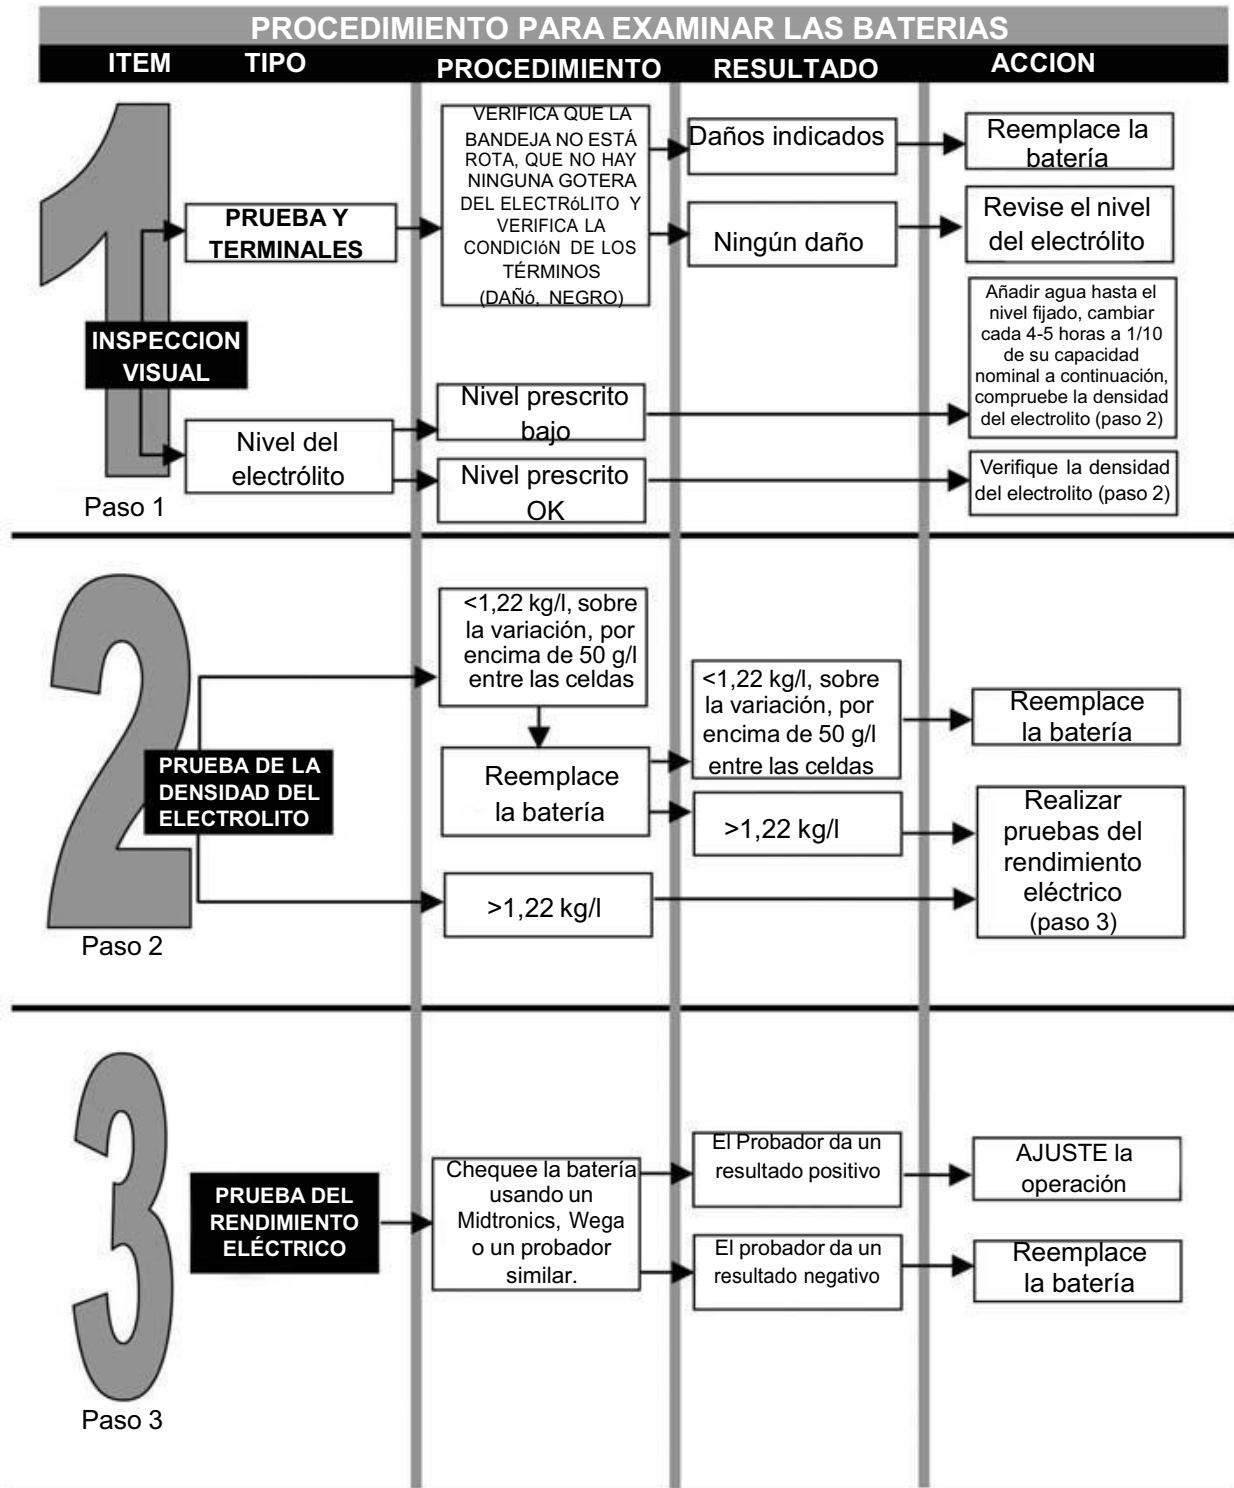 PROCEDIMIENTO PARA EXAMINAR LAS BATERIAS
ITEM TIPO PROCEDIMIENTO RESULTADO ACCION
1
INSPECCION
VISUAL
Paso 1
PRUEBA Y
TERMINALES
VERIFICA QUE LA
BANDEJA NO ESTÁ
ROTA, QUE NO HAY
NINGUNA GOTERA
DEL ELECTRóLITO Y
VERIFICA LA
CONDICIóN DE LOS
TÉRMINOS
(DAÑó, NEGRO)
Daños indicados
Reemplace la
batería
Ningún daño
Revise el nivel
del electrólito
Nivel del
electrólito
Nivel prescrito
bajo
Añadir agua hasta el
nivel fijado, cambiar
cada 4-5 horas a 1/10
de su capacidad
nominal a continuación,
compruebe la densidad
del electrolito (paso 2)
Nivel prescrito
OK
Verifique la densidad
del electrolito (paso 2)
2
PRUEBA DE LA
DENSIDAD DEL
ELECTROLITO
Paso 2
<1,22 kg/l, sobre
la variación, por
encima de 50 g/l
entre las celdas
Reemplace
la batería
<1,22 kg/l, sobre
la variación, por
encima de 50 g/l
entre las celdas
Reemplace
la batería
>1,22 kg/l
>1,22 kg/l
Realizar
pruebas del
rendimiento
eléctrico
(paso 3)
3
PRUEBA DEL
RENDIMIENTO
ELÉCTRICO
Paso 3
Chequee la batería
usando un
Midtronics, Wega
o un probador
similar.
El Probador da un
resultado positivo
AJUSTE la
operación
El probador da un
resultado negativo
Reemplace
la batería